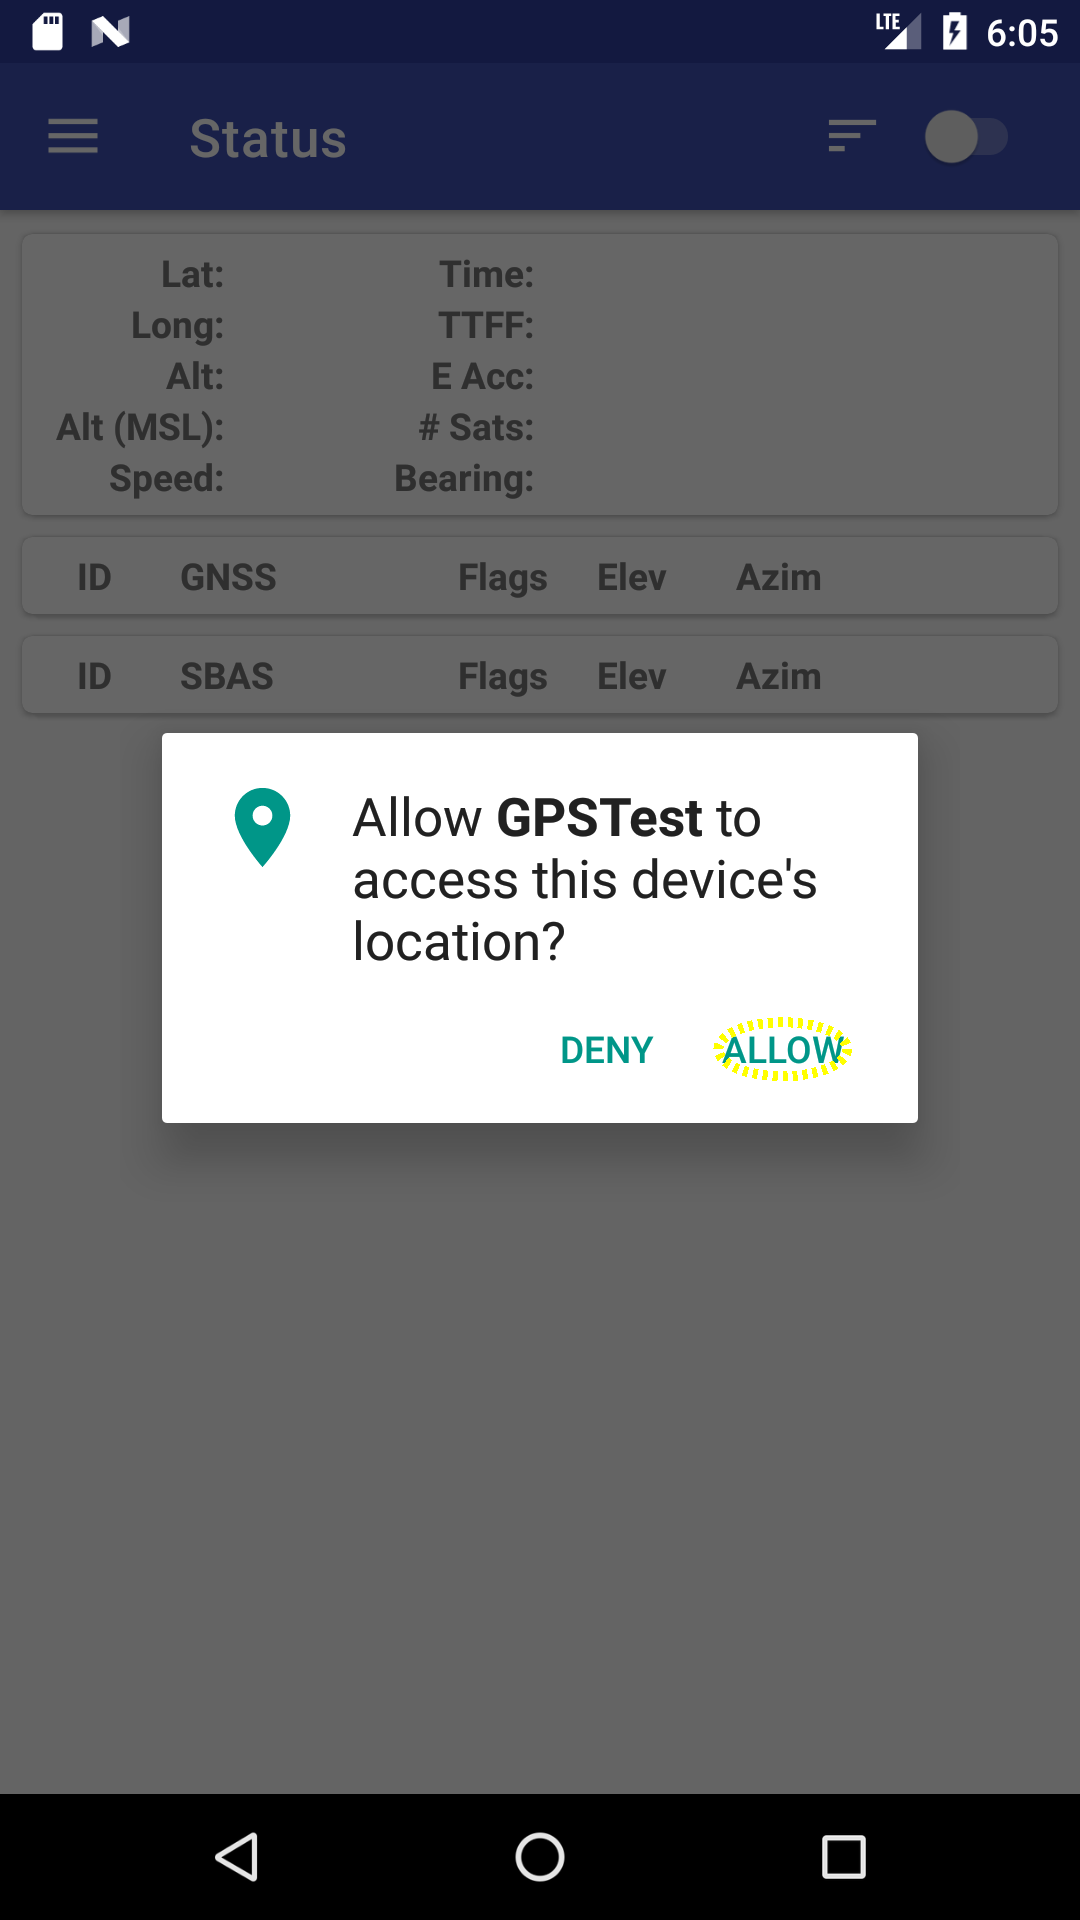 LTE 6:05
Status
Lat: Time:
Long: TTFF:
Alt: E Acc:
Alt (MSL): # Sats:
Speed: Bearing:
ID GNSS Flags Elev Azim
ID SBAS Flags Elev Azim
Allow GPSTest to
access this device's
location?
DENY ALLOW